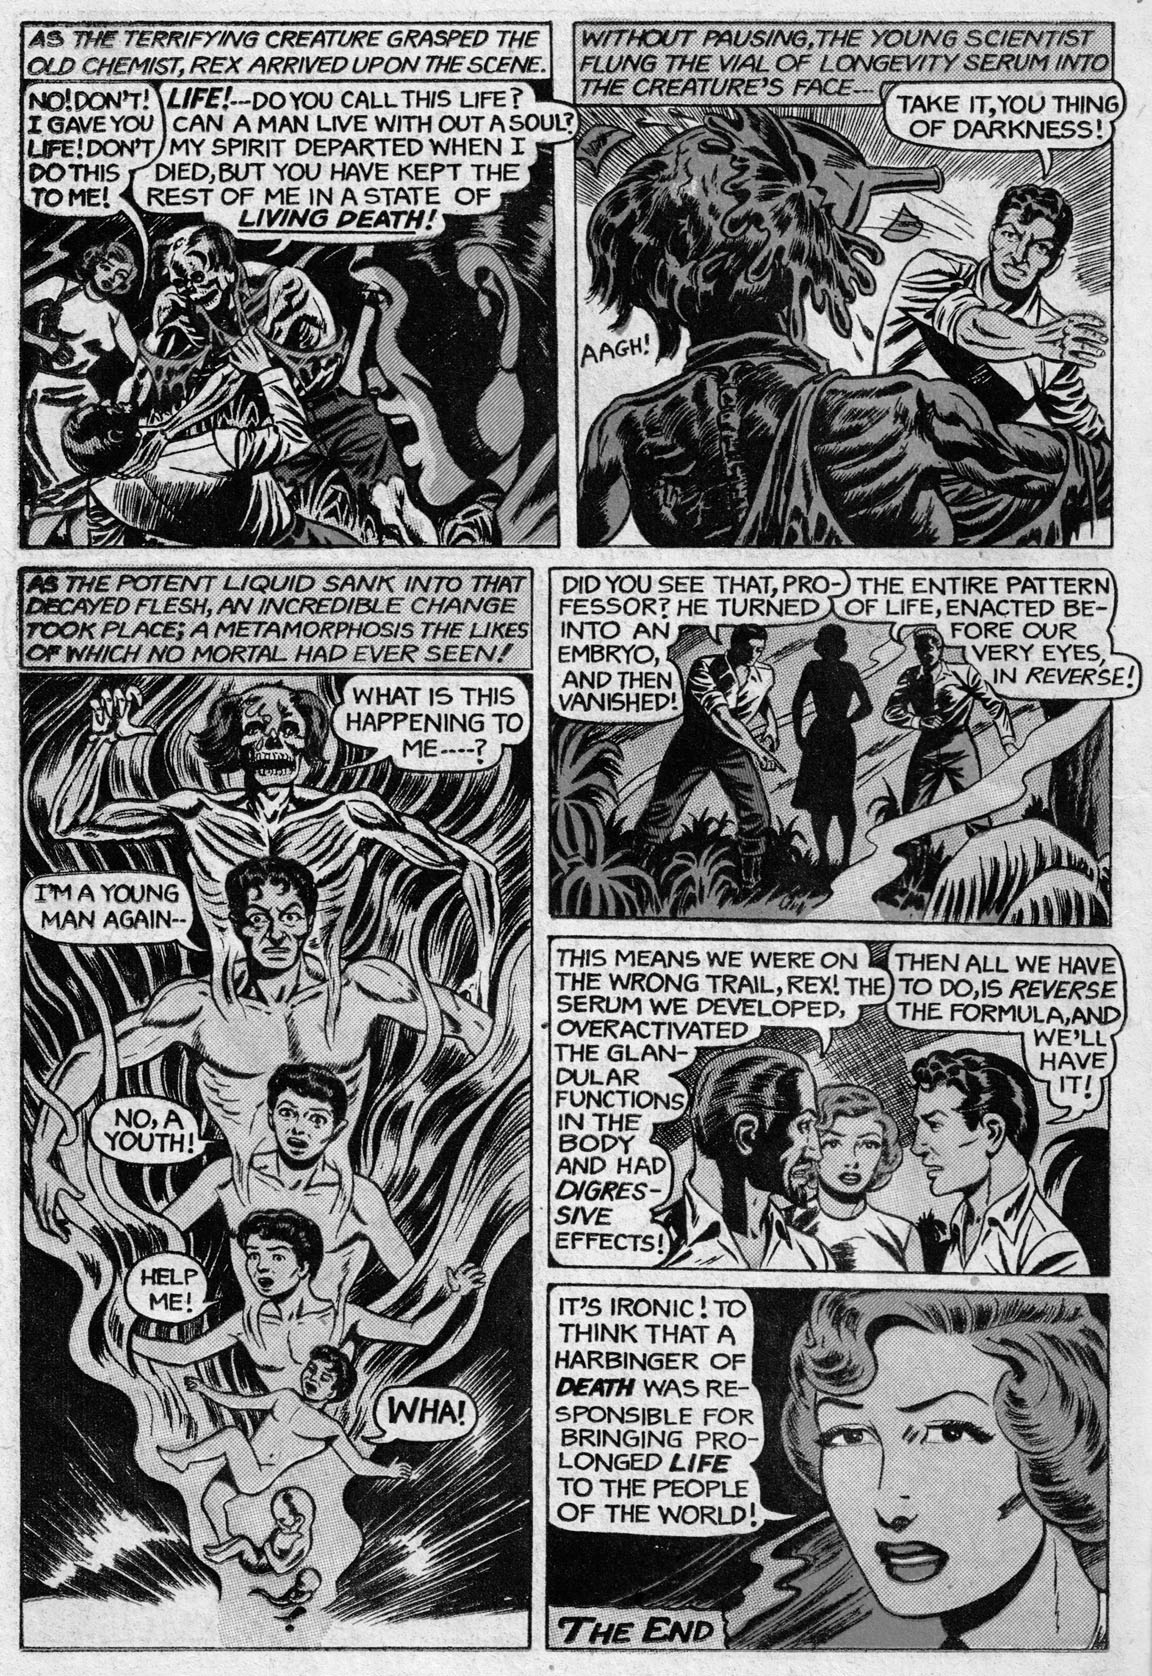 AS THE TERRIFYING CREATURE GRASPED THE
OLD CHEMIST, REX ARRIVED UPON THE SCENE.
NO! DON'T!
I GAVE YOU
LIFE! DON'T
DO THIS
TO ME!
LIFE!--- DO YOU CALL THIS LIFE?
CAN A MAN LIVE WITH OUT A SOUL?
MY SPIRIT DEPARTED WHEN I
DIED, BUT YOU HAVE KEPT THE
REST OF ME IN A STATE OF
LIVING DEATH!
WITHOUT PAUSING, THE YOUNG SCIENTIST
FLUNG THE VIAL OF LONGEVITY SERUM INTO
THE CREATURE'S FACE---
TAKE IT, YOU THING
OF DARKNESS!
AAGH!
AS THE POTENT LIQUID SANK INTO THAT
DECAYED FLESH, AN INCREDIBLE CHANGE
TOOK PLACE; A METAMORPHOSIS THE LIKES
OF WHICH NO MORTAL HAD EVER SEEN!
WHAT IS THIS
HAPPENING TO
ME----?
I'M A YOUNG
MAN AGAIN--
NO, A
YOUTH!
HELP
ME!
WHA!
DID YOU SEE THAT, PRO-
FESSOR? HE TURNED
INTO AN
EMBRYO,
AND THEN
VANISHED!
THE ENTIRE PATTERN
OF LIFE, ENACTED BE-
FORE OUR
VERY EYES,
IN REVERSE!
THIS MEANS WE WERE ON
THE WRONG TRAIL, REX! THE
SERUM WE DEVELOPED,
OVERACTIVATED
THE GLAN-
DULAR
FUNCTIONS
IN THE
BODY
AND HAD
DIGRES-
SIVE
EFFECTS!
THEN ALL WE HAVE
TO DO, IS REVERSE
THE FORMULA, AND
WE'LL
HAVE
IT!
IT'S IRONIC! TO
THINK THAT A
HARBINGER OF
DEATH WAS RE-
SPONSIBLE FOR
BRINGING PRO-
LONGED LIFE
TO THE PEOPLE
OF THE WORLD!
THE END